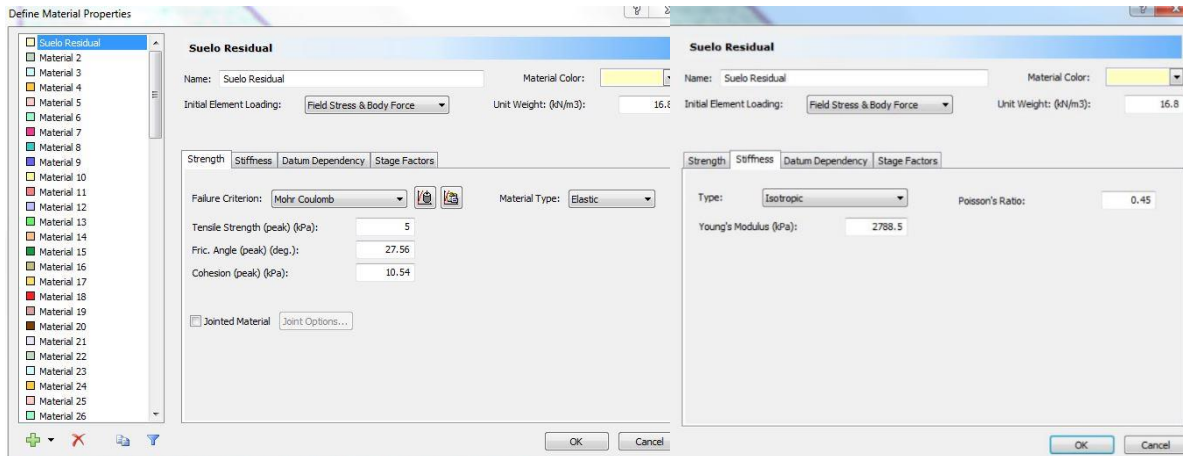 Define Material Properties
Suelo Residual
Material 2
Material 3
Material 4
Material 5
Material 6
Material 7
Material 8
Material 9
Material 10
Material 11
Material 12
Material 13
Material 14
Material 15
Material 16
Material 17
Material 18
Material 19
Material 20
Material 21
Material 22
Material 23
Material 24
Material 25
Material 26
Suelo Residual
Name: Suelo Residual Material Color:
Initial Element Loading: Field Stress & Body Force Unit Weight: (kN/m3): 16.8
Strength Stiffness Datum Dependency Stage Factors
Failure Criterion: Mohr Coulomb Material Type: Elastic
Tensile Strength (peak) (kPa): 5
Fric. Angle (peak) (deg.): 27.56
Cohesion (peak) (kPa): 10.54
Jointed Material Joint Options...
OK Cancel
Suelo Residual
Name: Suelo Residual Material Color:
Initial Element Loading: Field Stress & Body Force Unit Weight: (kN/m3): 16.8
Strength Stiffness Datum Dependency Stage Factors
Type: Isotropic Poisson's Ratio: 0.45
Young's Modulus (kPa): 2788.5
OK Cancel